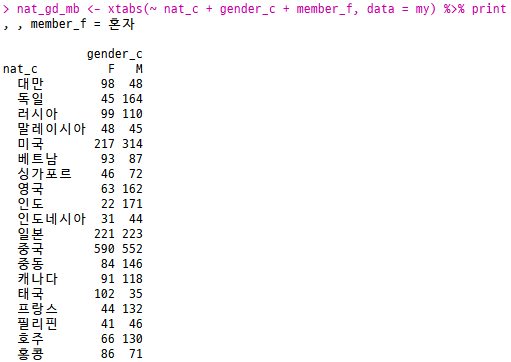 > nat_gd_mb <- xtabs(~ nat_c + gender_c + member_f, data = my) %>% print
, , member_f = 혼자
gender_c
nat_c F M
대만 98 48
독일 45 164
러시아 99 110
말레이시아 48 45
미국 217 314
베트남 93 87
싱가포르 46 72
영국 63 162
인도 22 171
인도네시아 31 44
일본 221 223
중국 590 552
중동 84 146
캐나다 91 118
태국 102 35
프랑스 44 132
필리핀 41 46
호주 66 130
홍콩 86 71